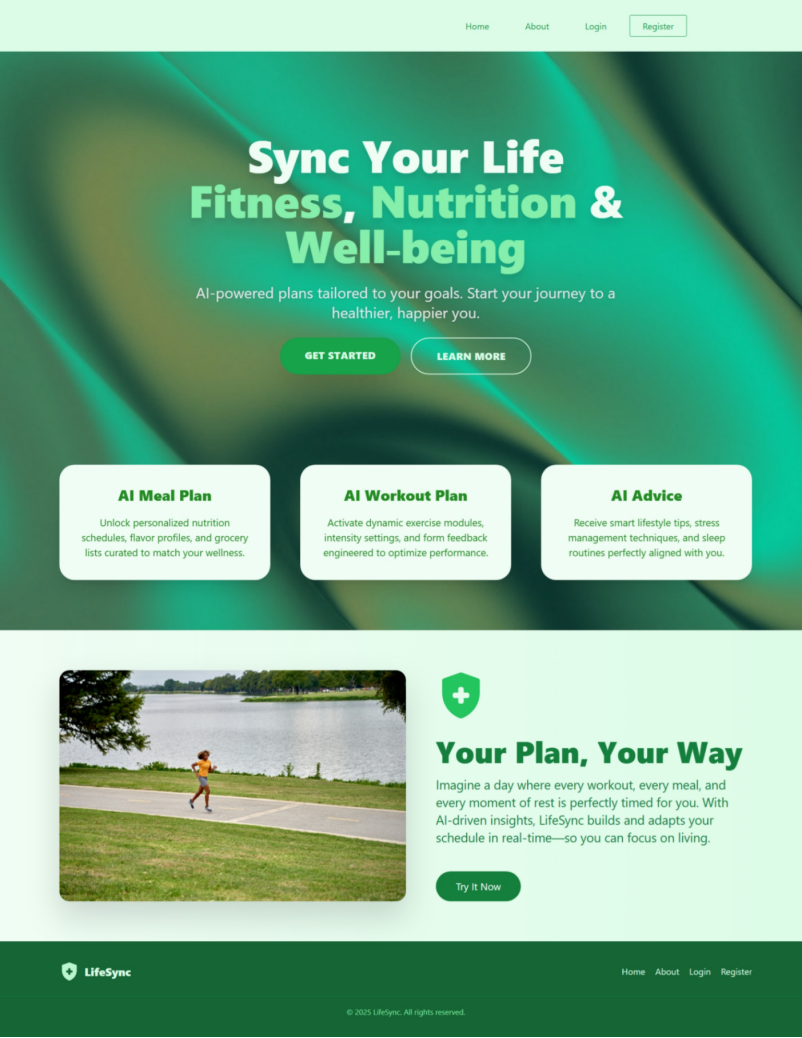 Home About Login Register
Sync Your Life
Fitness, Nutrition &
Well-being
AI-powered plans tailored to your goals. Start your journey to a
healthier, happier you.
GET STARTED LEARN MORE
AI Meal Plan
Unlock personalized nutrition
schedules, flavor profiles, and grocery
lists curated to match your wellness.
AI Workout Plan
Activate dynamic exercise modules,
intensity settings, and form feedback
engineered to optimize performance.
AI Advice
Receive smart lifestyle tips, stress
management techniques, and sleep
routines perfectly aligned with you.
Your Plan, Your Way
Imagine a day where every workout, every meal, and
every moment of rest is perfectly timed for you. With
AI-driven insights, LifeSync builds and adapts your
schedule in real-time—so you can focus on living.
Try It Now
LifeSync
Home About Login Register
© 2025 LifeSync. All rights reserved.